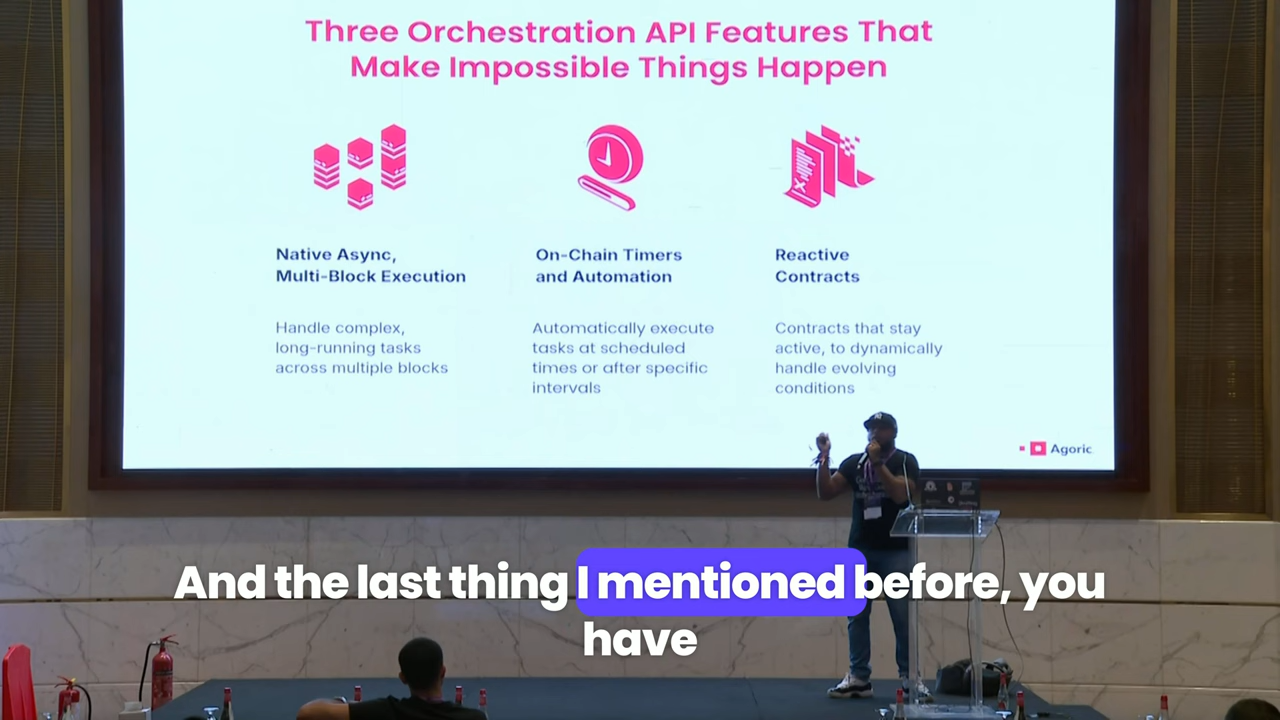 Three Orchestration API Features That
Make Impossible Things Happen
Native Async,
Multi-Block Execution
Handle complex,
long-running tasks
across multiple blocks
On-Chain Timers
and Automation
Automatically execute
tasks at scheduled
times or after specific
intervals
Reactive
Contracts
Contracts that stay
active, to dynamically
handle evolving
conditions
Agoric
And the last thing I mentioned before, you
have